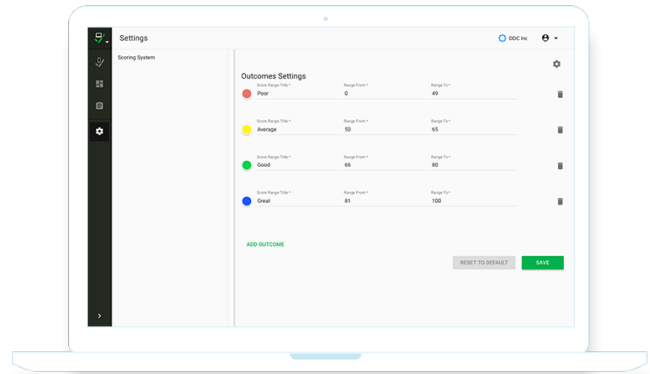 Settings
DDC Inc
Scoring System
Outcomes Settings
Score Range Title * Range From * Range To *
Poor 0 49
Score Range Title * Range From * Range To *
Average 50 65
Score Range Title * Range From * Range To *
Good 66 80
Score Range Title * Range From * Range To *
Great 81 100
ADD OUTCOME
RESET TO DEFAULT SAVE